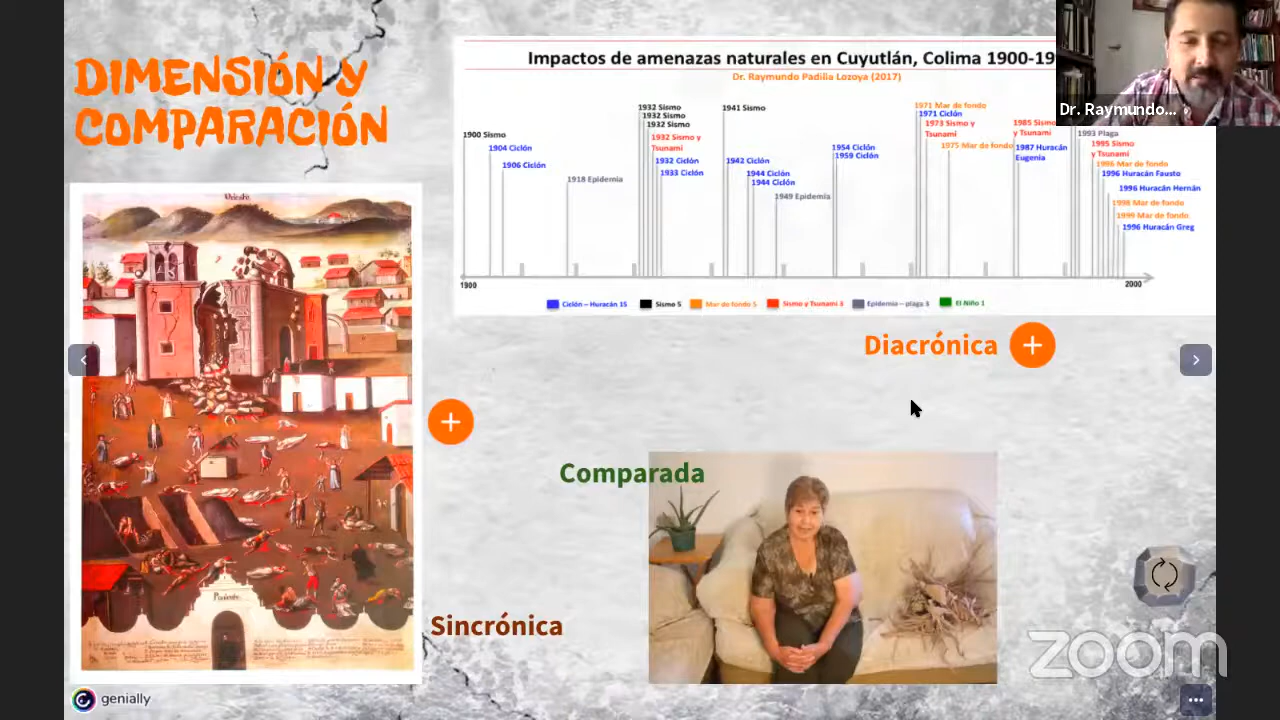 DIMENSIÓN Y
COMPARACIÓN
Impactos de amenazas naturales en Cuyutlán, Colima 1900-19
Dr. Raymundo Padilla Lozoya (2017)
Dr. Raymundo...
1900 Sismo
1904 Ciclón
1906 Ciclón
1918 Epidemia
1932 Sismo
1932 Sismo
1932 Sismo
1932 Sismo y
Tsunami
1932 Ciclón
1933 Ciclón
1941 Sismo
1942 Ciclón
1944 Ciclón
1944 Ciclón
1949 Epidemia
1954 Ciclón
1959 Ciclón
1971 Mar de fondo
1971 Ciclón
1973 Sismo y
Tsunami
1975 Mar de fondo
1985 Sismo
y Tsunami
1987 Huracán
Eugenia
1993 Plaga
1995 Sismo
y Tsunami
1996 Mar de fondo
1996 Huracán Fausto
1996 Huracán Hernán
1998 Mar de fondo
1999 Mar de fondo
1996 Huracán Greg
1900
2000
Ciclón – Huracán 15
Sismo 5
Mar de fondo 5
Sismo y Tsunami 3
Epidemia – plaga 3
El Niño 1
Diacrónica
Comparada
Sincrónica
Poniente
zoom
genially